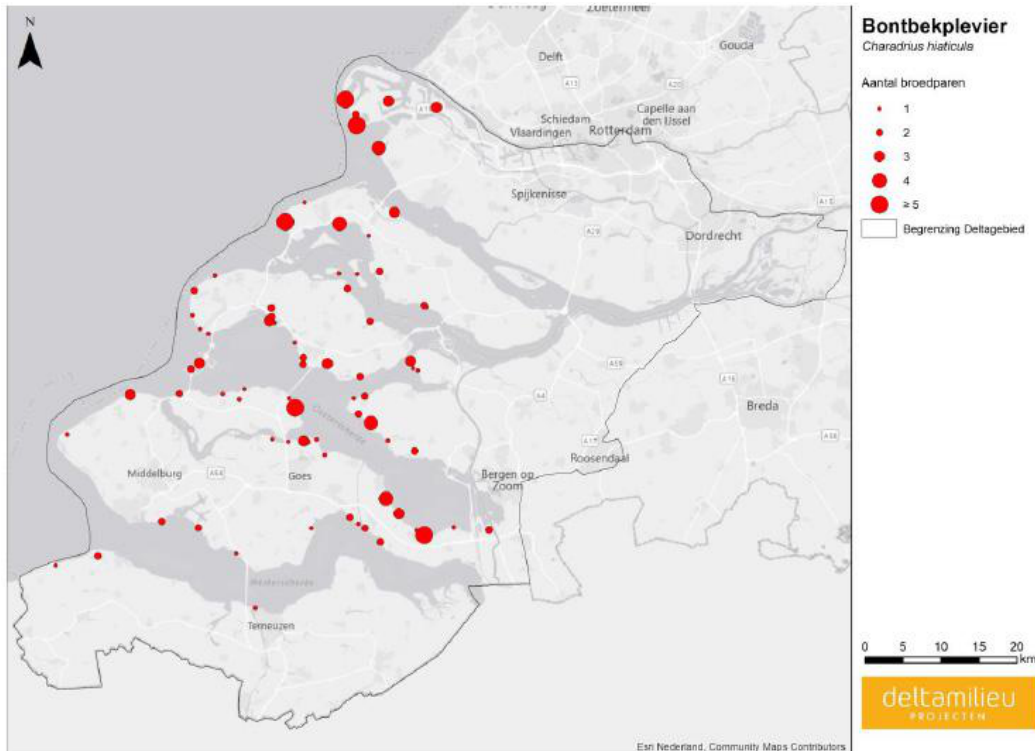 N
Zoetermeer
Gouda
Delft
A13
A20
Capelle aan
den IJssel
Schiedam
Vlaardingen
Rotterdam
Spijkenisse
A15
Dordrecht
A29
A59
A4
A16
Breda
A17
A58
Roosendaal
Bergen op
Zoom
Oosterschelde
Middelburg
Goes
Westerschelde
Terneuzen
Esri Nederland, Community Maps Contributors
Bontbekplevier
Charadrius hiaticula
Aantal broedparen
1
2
3
4
≥ 5
Begrenzing Deltagebied
0 5 10 15 20
km
deltamilieu
PROJECTEN